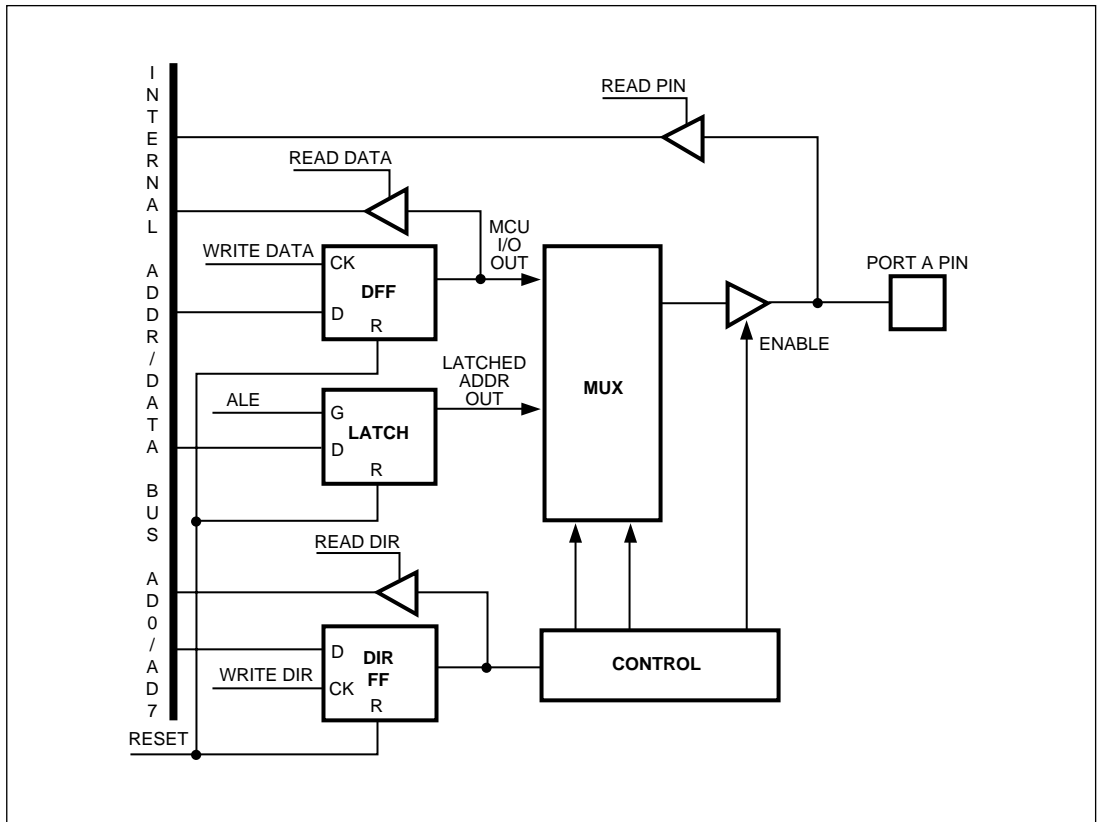 INTERNAL ADDR/DATA BUS AD0/AD7
READ PIN
READ DATA
MCU
I/O
OUT
WRITE DATA
CK
DFF
D
R
PORT A PIN
ENABLE
LATCHED
ADDR
OUT
MUX
ALE
G
LATCH
D
R
READ DIR
D
DIR
FF
WRITE DIR
CK
R
CONTROL
RESET